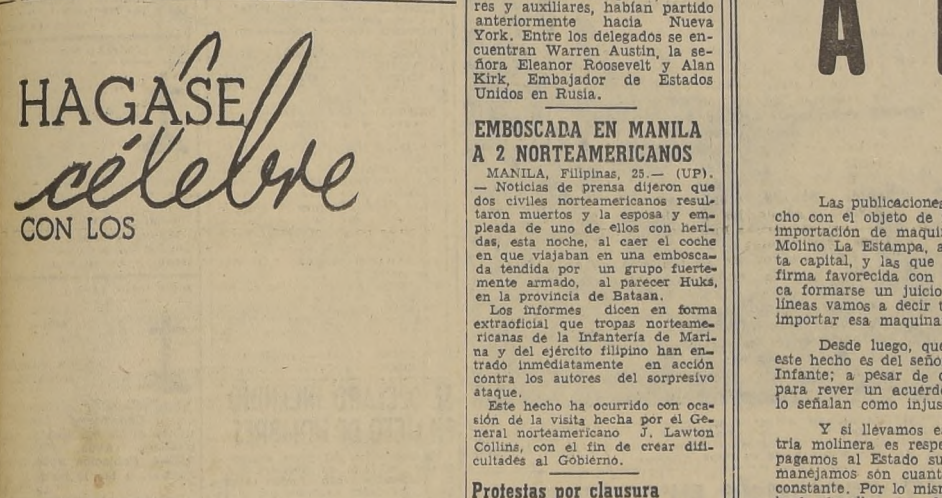 HAGASE
célebre
CON LOS
res y auxiliares, habían partido
anteriormente hacia Nueva
York. Entre los delegados se en-
cuentran Warren Austin, la se-
ñora Eleanor Roosevelt y Alan
Kirk, Embajador de Estados
Unidos en Rusia.
EMBOSCADA EN MANILA
A 2 NORTEAMERICANOS
MANILA, Filipinas, 25.— (UP).
— Noticias de prensa dijeron que
dos civiles norteamericanos resul-
taron muertos y la esposa y em-
pleada de uno de ellos con heri-
das, esta noche, al caer el coche
en que viajaban en una embosca-
da tendida por un grupo fuerte-
mente armado, al parecer Huks,
en la provincia de Bataan.
Los informes dicen en forma
extraoficial que tropas norteame-
ricanas de la Infantería de Mari-
na y del ejército filipino han en-
trado inmediatamente en acción
contra los autores del sorpresivo
ataque.
Este hecho ha ocurrido con oca-
sión de la visita hecha por el Ge-
neral norteamericano J. Lawton
Collins, con el fin de crear difi-
cultades al Gobierno.
Protestas por clausura
A
Las publicaciones
cho con el objeto de
importación de maqui
Molino La Estampa, a
ta capital, y las que
firma favorecida con
ca formarse un juicio
líneas vamos a decir t
importar esa maquina
Desde luego, que
este hecho es del seño
Infante; a pesar de
para rever un acuerdo
lo señalan como injus
Y si llevamos es
tria molinera es respe
pagamos al Estado su
manejamos son cuant
constante. Por lo mism